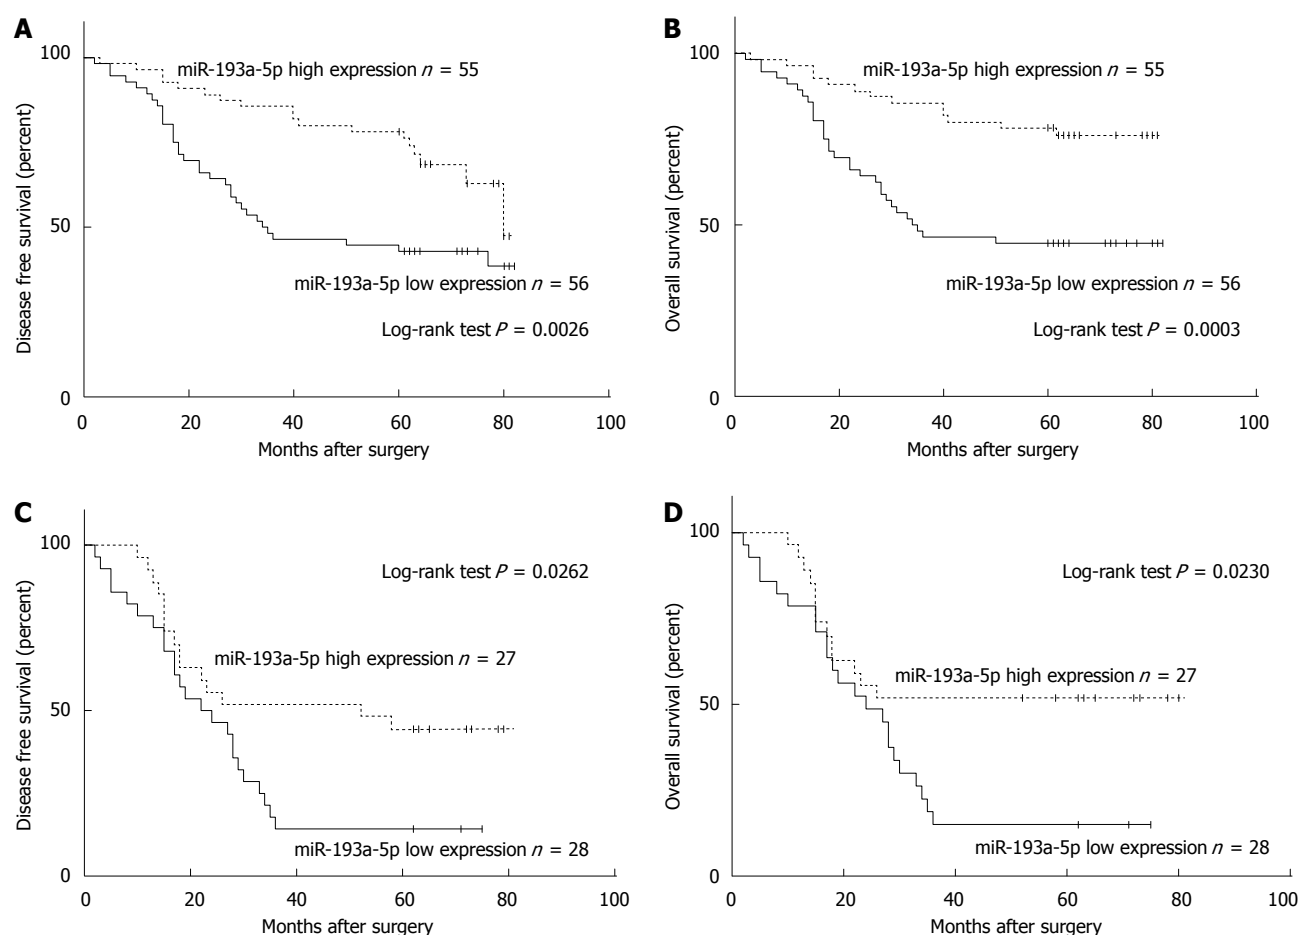 A
Disease free survival (percent)
100
50
0
miR-193a-5p high expression n = 55
miR-193a-5p low expression n = 56
Log-rank test P = 0.0026
0 20 40 60 80 100
Months after surgery
B
Overall survival (percent)
100
50
0
miR-193a-5p high expression n = 55
miR-193a-5p low expression n = 56
Log-rank test P = 0.0003
0 20 40 60 80 100
Months after surgery
C
Disease free survival (percent)
100
50
0
Log-rank test P = 0.0262
miR-193a-5p high expression n = 27
miR-193a-5p low expression n = 28
0 20 40 60 80 100
Months after surgery
D
Overall survival (percent)
100
50
0
Log-rank test P = 0.0230
miR-193a-5p high expression n = 27
miR-193a-5p low expression n = 28
0 20 40 60 80 100
Months after surgery